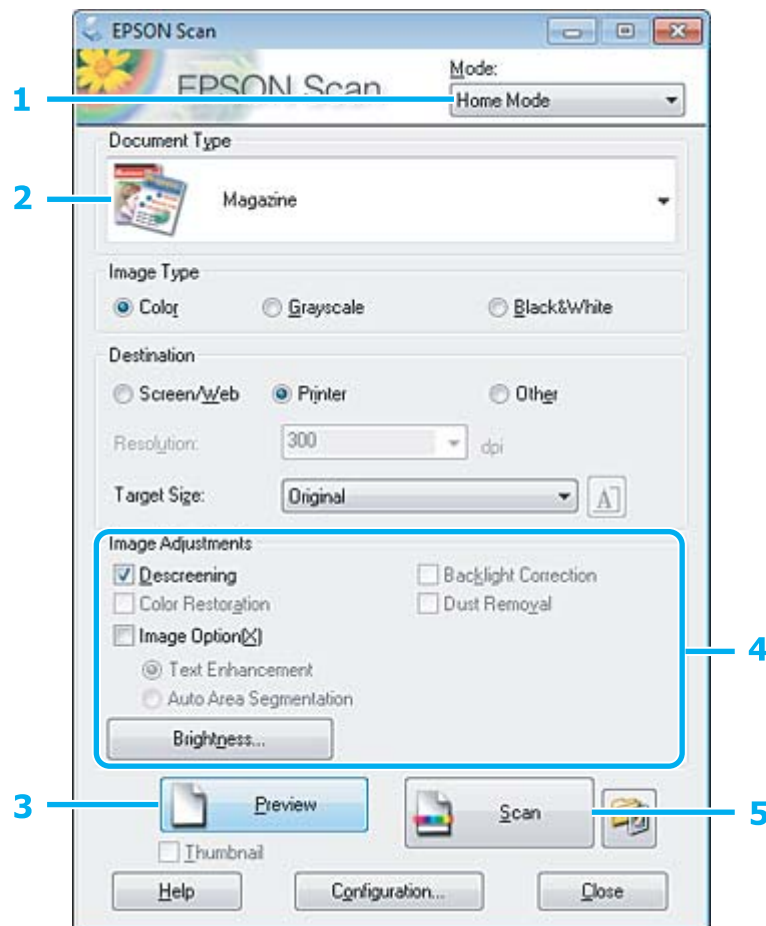 EPSON Scan
EPSON Scan
Mode:
1
Home Mode
Document Type
2
Magazine
Image Type
Color
Grayscale
Black&White
Destination
Screen/Web
Printer
Other
Resolution:
300
dpi
Target Size:
Original
A
Image Adjustments
Descreening
Backlight Correction
Color Restoration
Dust Removal
Image Option(X)
Text Enhancement
4
Auto Area Segmentation
Brightness...
3
Preview
Scan
5
Thumbnail
Help
Configuration...
Close